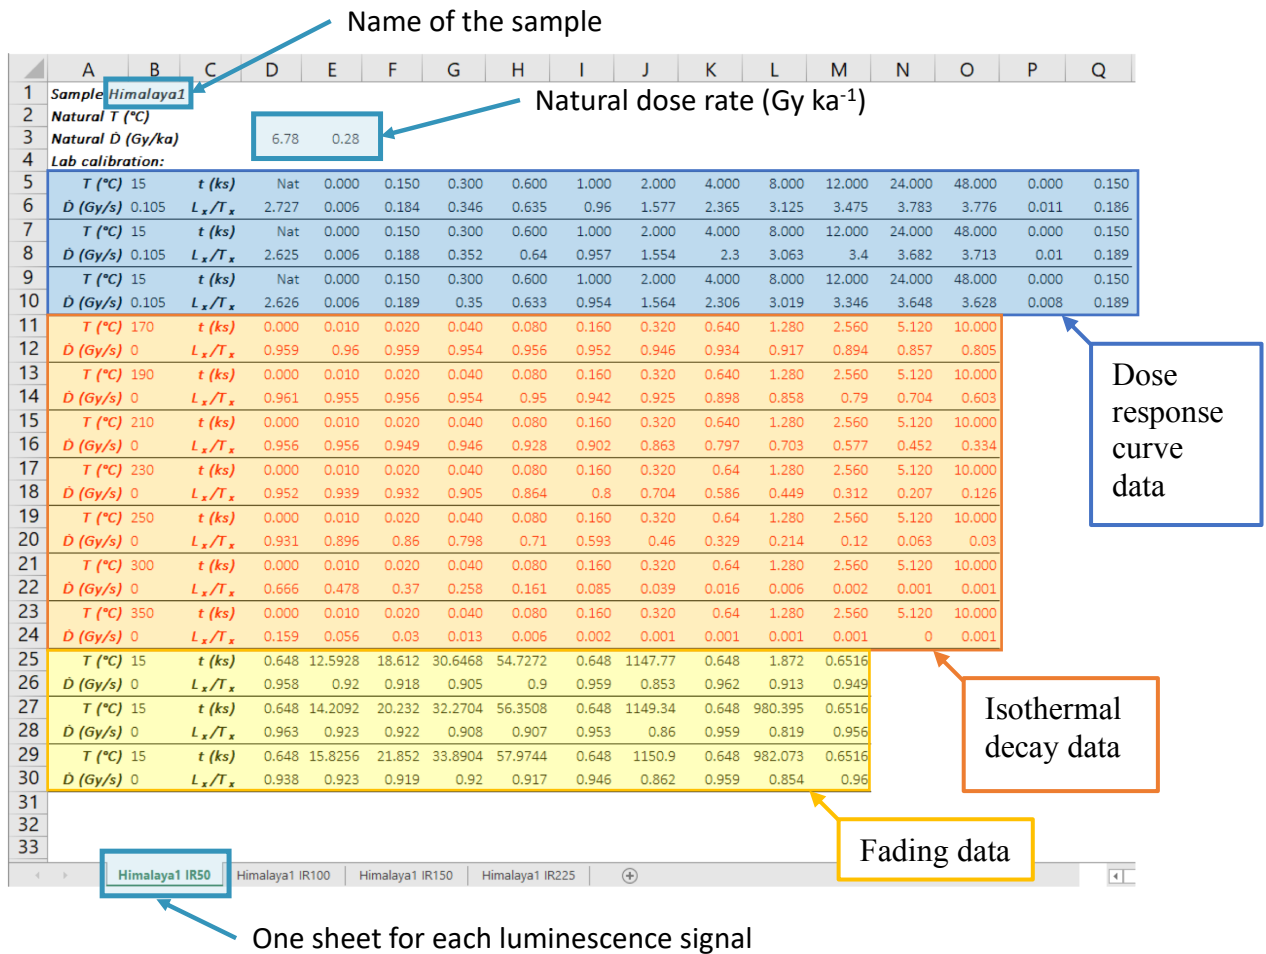 Name of the sample
A B C D E F G H I J K L M N O P Q
1 Sample Himalaya1
Natural dose rate (Gy ka-1)
2 Natural T (°C)
3 Natural Ḋ (Gy/ka) 6.78 0.28
4 Lab calibration:
5 T (°C) 15 t (ks) Nat 0.000 0.150 0.300 0.600 1.000 2.000 4.000 8.000 12.000 24.000 48.000 0.000 0.150
6 Ḋ (Gy/s) 0.105 Lx/Tx 2.727 0.006 0.184 0.346 0.635 0.96 1.577 2.365 3.125 3.475 3.783 3.776 0.011 0.186
7 T (°C) 15 t (ks) Nat 0.000 0.150 0.300 0.600 1.000 2.000 4.000 8.000 12.000 24.000 48.000 0.000 0.150
8 Ḋ (Gy/s) 0.105 Lx/Tx 2.625 0.006 0.188 0.352 0.64 0.957 1.554 2.3 3.063 3.4 3.682 3.713 0.01 0.189
9 T (°C) 15 t (ks) Nat 0.000 0.150 0.300 0.600 1.000 2.000 4.000 8.000 12.000 24.000 48.000 0.000 0.150
10 Ḋ (Gy/s) 0.105 Lx/Tx 2.626 0.006 0.189 0.35 0.633 0.954 1.564 2.306 3.019 3.346 3.648 3.628 0.008 0.189
11 T (°C) 170 t (ks) 0.000 0.010 0.020 0.040 0.080 0.160 0.320 0.640 1.280 2.560 5.120 10.000
12 Ḋ (Gy/s) 0 Lx/Tx 0.959 0.96 0.959 0.954 0.956 0.952 0.946 0.934 0.917 0.894 0.857 0.805
13 T (°C) 190 t (ks) 0.000 0.010 0.020 0.040 0.080 0.160 0.320 0.640 1.280 2.560 5.120 10.000
14 Ḋ (Gy/s) 0 Lx/Tx 0.961 0.955 0.956 0.954 0.95 0.942 0.925 0.898 0.858 0.79 0.704 0.603
15 T (°C) 210 t (ks) 0.000 0.010 0.020 0.040 0.080 0.160 0.320 0.640 1.280 2.560 5.120 10.000
16 Ḋ (Gy/s) 0 Lx/Tx 0.956 0.956 0.949 0.946 0.928 0.902 0.863 0.797 0.703 0.577 0.452 0.334
17 T (°C) 230 t (ks) 0.000 0.010 0.020 0.040 0.080 0.160 0.320 0.64 1.280 2.560 5.120 10.000
18 Ḋ (Gy/s) 0 Lx/Tx 0.952 0.939 0.932 0.905 0.864 0.8 0.704 0.586 0.449 0.312 0.207 0.126
19 T (°C) 250 t (ks) 0.000 0.010 0.020 0.040 0.080 0.160 0.320 0.64 1.280 2.560 5.120 10.000
20 Ḋ (Gy/s) 0 Lx/Tx 0.931 0.896 0.86 0.798 0.71 0.593 0.46 0.329 0.214 0.12 0.063 0.03
21 T (°C) 300 t (ks) 0.000 0.010 0.020 0.040 0.080 0.160 0.320 0.64 1.280 2.560 5.120 10.000
22 Ḋ (Gy/s) 0 Lx/Tx 0.666 0.478 0.37 0.258 0.161 0.085 0.039 0.016 0.006 0.002 0.001 0.001
23 T (°C) 350 t (ks) 0.000 0.010 0.020 0.040 0.080 0.160 0.320 0.64 1.280 2.560 5.120 10.000
24 Ḋ (Gy/s) 0 Lx/Tx 0.159 0.056 0.03 0.013 0.006 0.002 0.001 0.001 0.001 0.001 0 0.001
25 T (°C) 15 t (ks) 0.648 12.5928 18.612 30.6468 54.7272 0.648 1147.77 0.648 1.872 0.6516
26 Ḋ (Gy/s) 0 Lx/Tx 0.958 0.92 0.918 0.905 0.9 0.959 0.853 0.962 0.913 0.949
27 T (°C) 15 t (ks) 0.648 14.2092 20.232 32.2704 56.3508 0.648 1149.34 0.648 980.395 0.6516
28 Ḋ (Gy/s) 0 Lx/Tx 0.963 0.923 0.922 0.908 0.907 0.953 0.86 0.959 0.819 0.956
29 T (°C) 15 t (ks) 0.648 15.8256 21.852 33.8904 57.9744 0.648 1150.9 0.648 982.073 0.6516
30 Ḋ (Gy/s) 0 Lx/Tx 0.938 0.923 0.919 0.92 0.917 0.946 0.862 0.959 0.854 0.96
31
32
33
Dose
response
curve
data
Isothermal
decay data
Fading data
Himalaya1 IR50 Himalaya1 IR100 Himalaya1 IR150 Himalaya1 IR225
One sheet for each luminescence signal